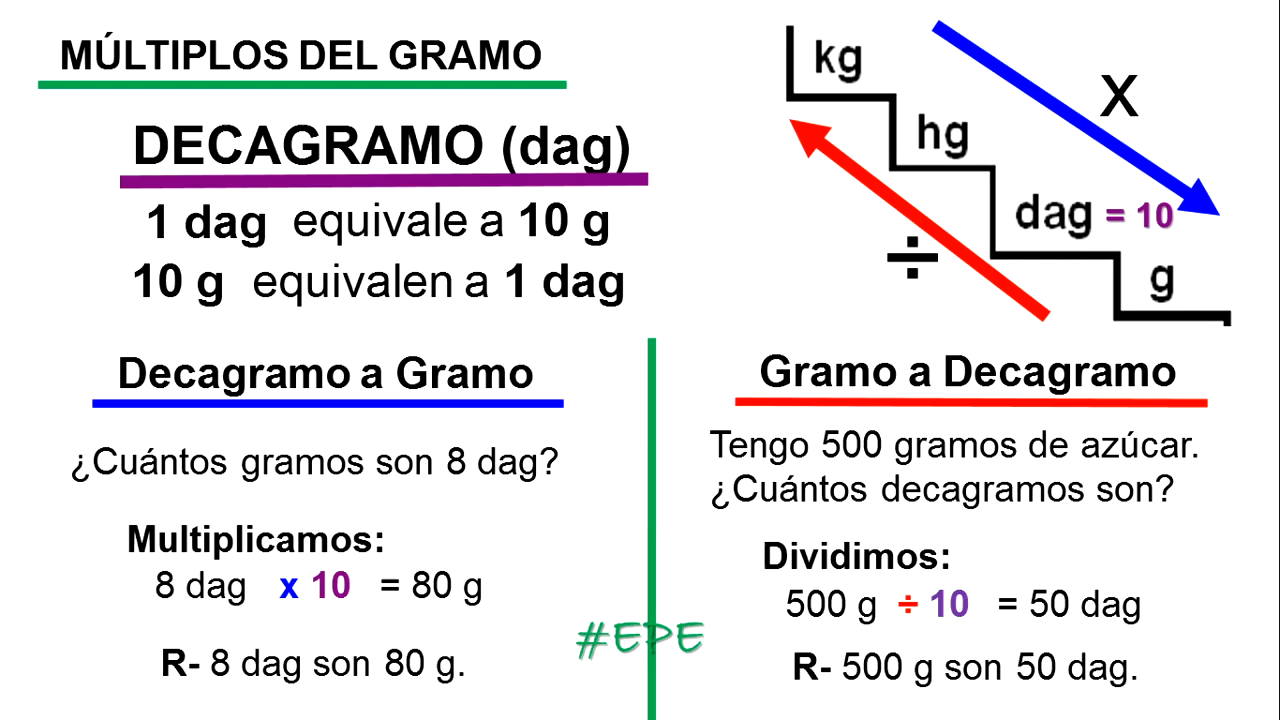 MÚLTIPLOS DEL GRAMO
DECAGRAMO (dag)
1 dag equivale a 10 g
10 g equivalen a 1 dag
kg
x
hg
dag = 10
÷
g
Decagramo a Gramo
¿Cuántos gramos son 8 dag?
Multiplicamos:
8 dag x 10 = 80 g
R- 8 dag son 80 g.
Gramo a Decagramo
Tengo 500 gramos de azúcar.
¿Cuántos decagramos son?
Dividimos:
500 g ÷ 10 = 50 dag
R- 500 g son 50 dag.
#EPE